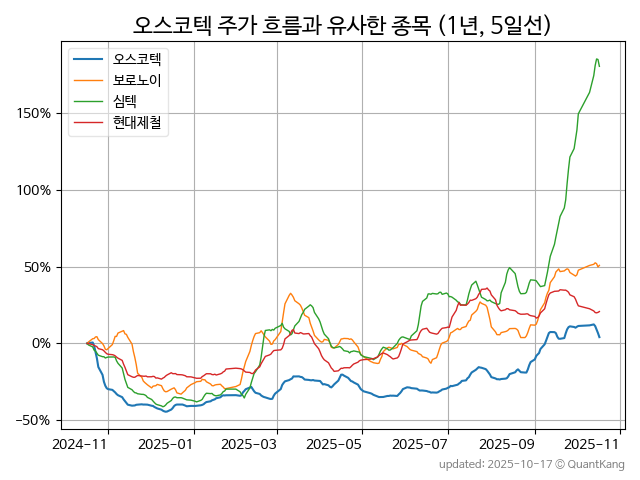 오스코텍 주가 흐름과 유사한 종목 (1년, 5일선)
오스코텍
보로노이
심텍
현대제철
150%
100%
50%
0%
−50%
2024-11 2025-01 2025-03 2025-05 2025-07 2025-09 2025-11
updated: 2025-10-17 © QuantKang